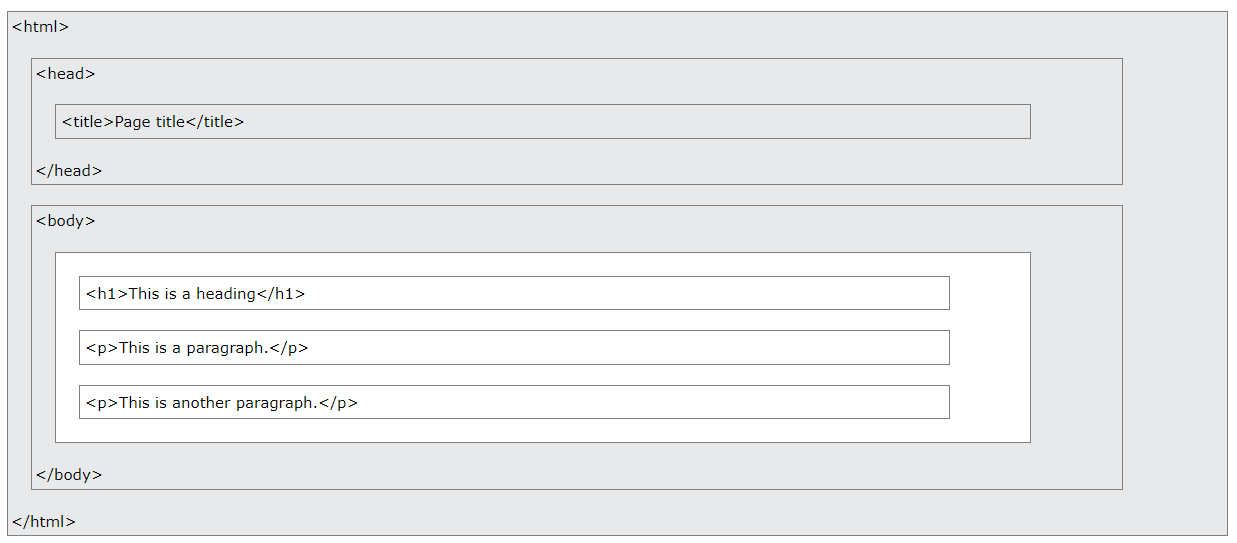 <html>
<head>
<title>Page title</title>
</head>
<body>
<h1>This is a heading</h1>
<p>This is a paragraph.</p>
<p>This is another paragraph.</p>
</body>
</html>